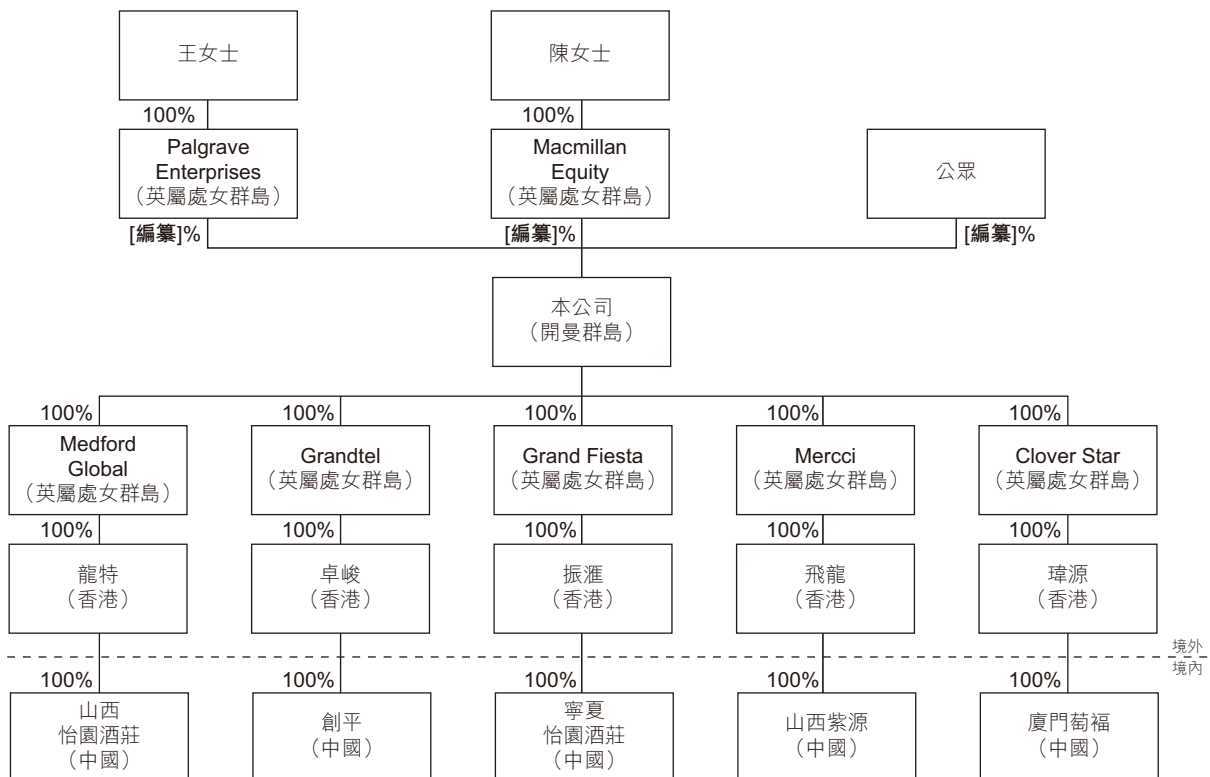 王女士
陳女士
100%
100%
Palgrave
Enterprises
（英屬處女群島）
Macmillan
Equity
（英屬處女群島）
公眾
[編纂]%
[編纂]%
[編纂]%
本公司
（開曼群島）
100%
100%
100%
100%
100%
Medford
Global
（英屬處女群島）
Grandtel
（英屬處女群島）
Grand Fiesta
（英屬處女群島）
Mercci
（英屬處女群島）
Clover Star
（英屬處女群島）
100%
100%
100%
100%
100%
龍特
（香港）
卓峻
（香港）
振滙
（香港）
飛龍
（香港）
瑋源
（香港）
境外
境內
100%
100%
100%
100%
100%
山西
怡園酒莊
（中國）
創平
（中國）
寧夏
怡園酒莊
（中國）
山西紫源
（中國）
廈門萄福
（中國）